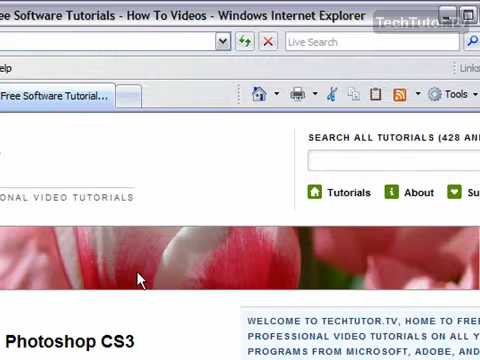 ee Software Tutorials - How To Videos - Windows Internet Explorer
TechTutor.TV
Live Search
elp
Links
Free Software Tutorial...
Tools
SEARCH ALL TUTORIALS (428 AN
ONAL VIDEO TUTORIALS
Tutorials
About
Su
WELCOME TO TECHTUTOR.TV, HOME TO FREE
Photoshop CS3
PROFESSIONAL VIDEO TUTORIALS ON ALL Y
PROGRAMS FROM MICROSOFT, ADOBE, AND